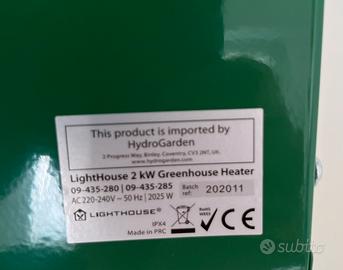 This product is imported by
HydroGarden
2 Progress Way, Binley, Coventry, CV3 2NT, UK.
www.hydrogarden.com
LightHouse 2 kW Greenhouse Heater
09-435-280 | 09-435-285
AC 220-240V ~ 50 Hz | 2025 W
Batch ref:
202011
LIGHTHOUSE®
IPX4
Made in PRC
CE
RoHS
WEEE
subito